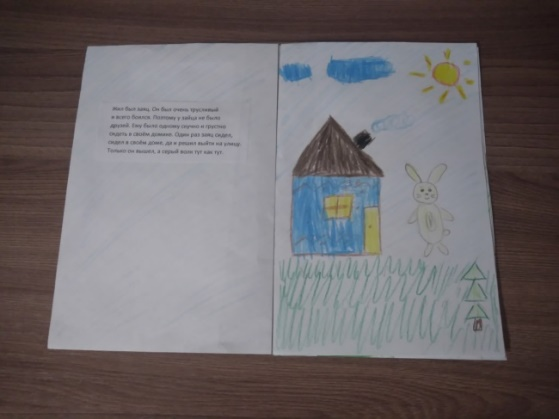 Жил был заяц. Он был очень трусливый
и всего боялся. Поэтому у зайца не было
друзей. Ему было одному скучно и грустно
сидеть в своём домике. Один раз заяц сидел,
сидел в своём доме, да и решил выйти на улицу.
Только он вышел, а серый волк тут как тут.